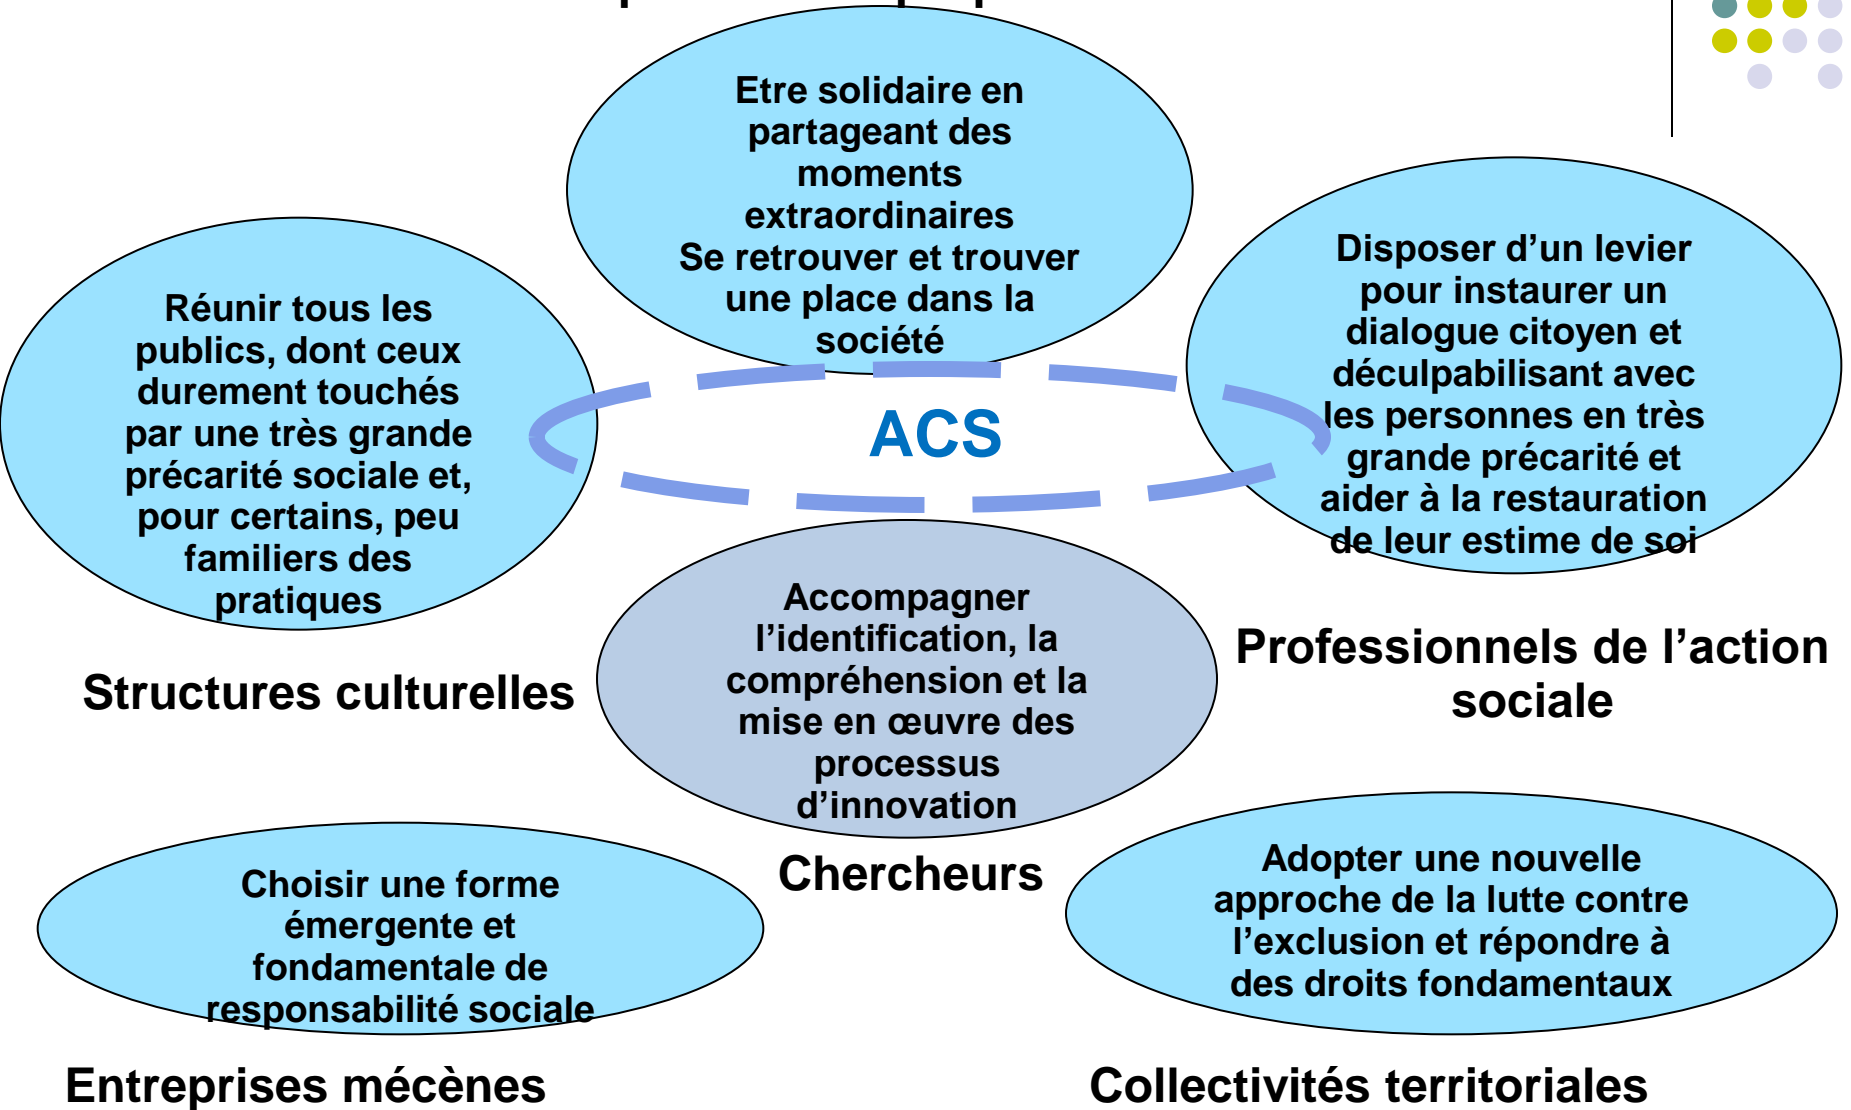 Etre solidaire en
partageant des
moments
extraordinaires
Se retrouver et trouver
une place dans la
société
Réunir tous les
publics, dont ceux
durement touchés
par une très grande
précarité sociale et,
pour certains, peu
familiers des
pratiques
Structures culturelles
ACS
Disposer d’un levier
pour instaurer un
dialogue citoyen et
déculpabilisant avec
les personnes en très
grande précarité et
aider à la restauration
de leur estime de soi
Professionnels de l’action
sociale
Accompagner
l’identification, la
compréhension et la
mise en œuvre des
processus
d’innovation
Chercheurs
Choisir une forme
émergente et
fondamentale de
responsabilité sociale
Entreprises mécènes
Adopter une nouvelle
approche de la lutte contre
l’exclusion et répondre à
des droits fondamentaux
Collectivités territoriales